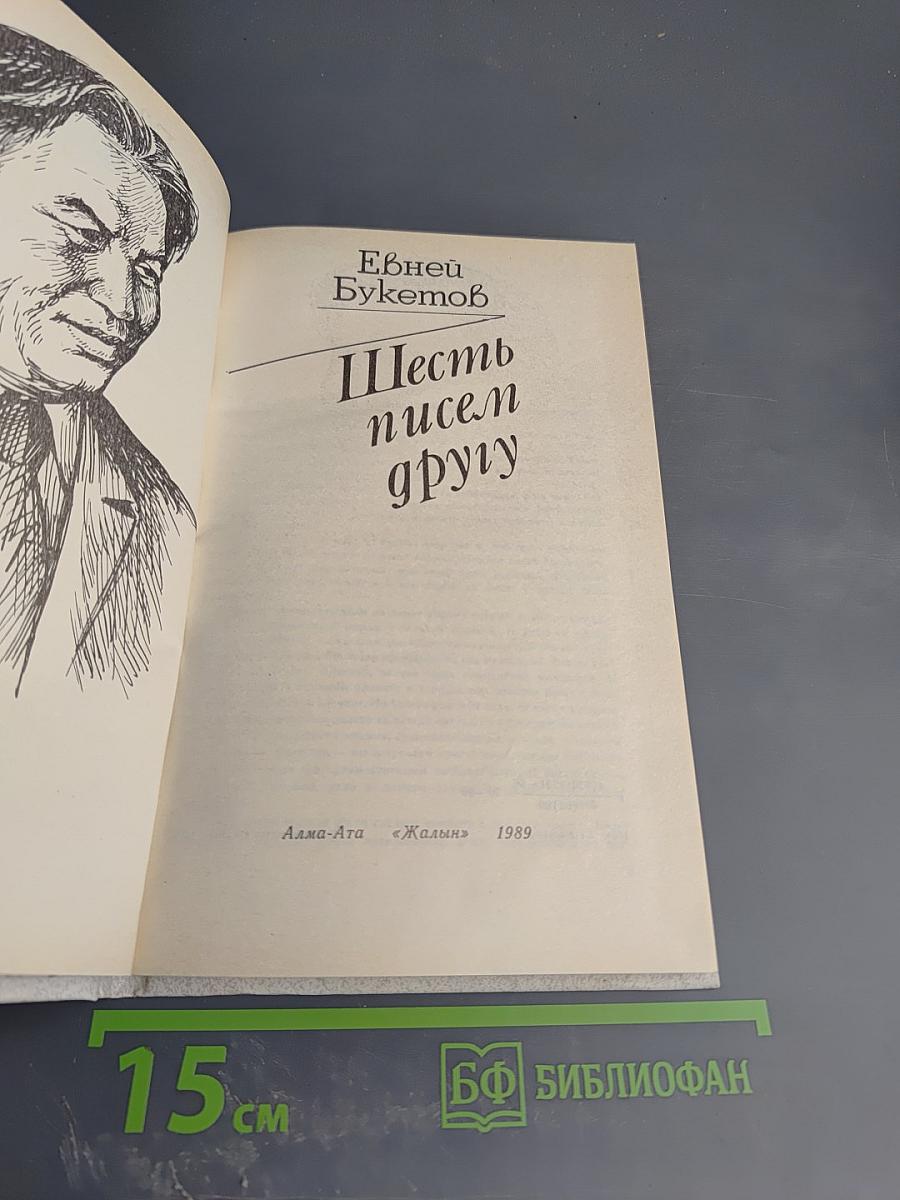 Евней
Букетов
Шесть
писем
другу
Алма-Ата «Жалын» 1989
15 см
БФ БИБЛИОФАН